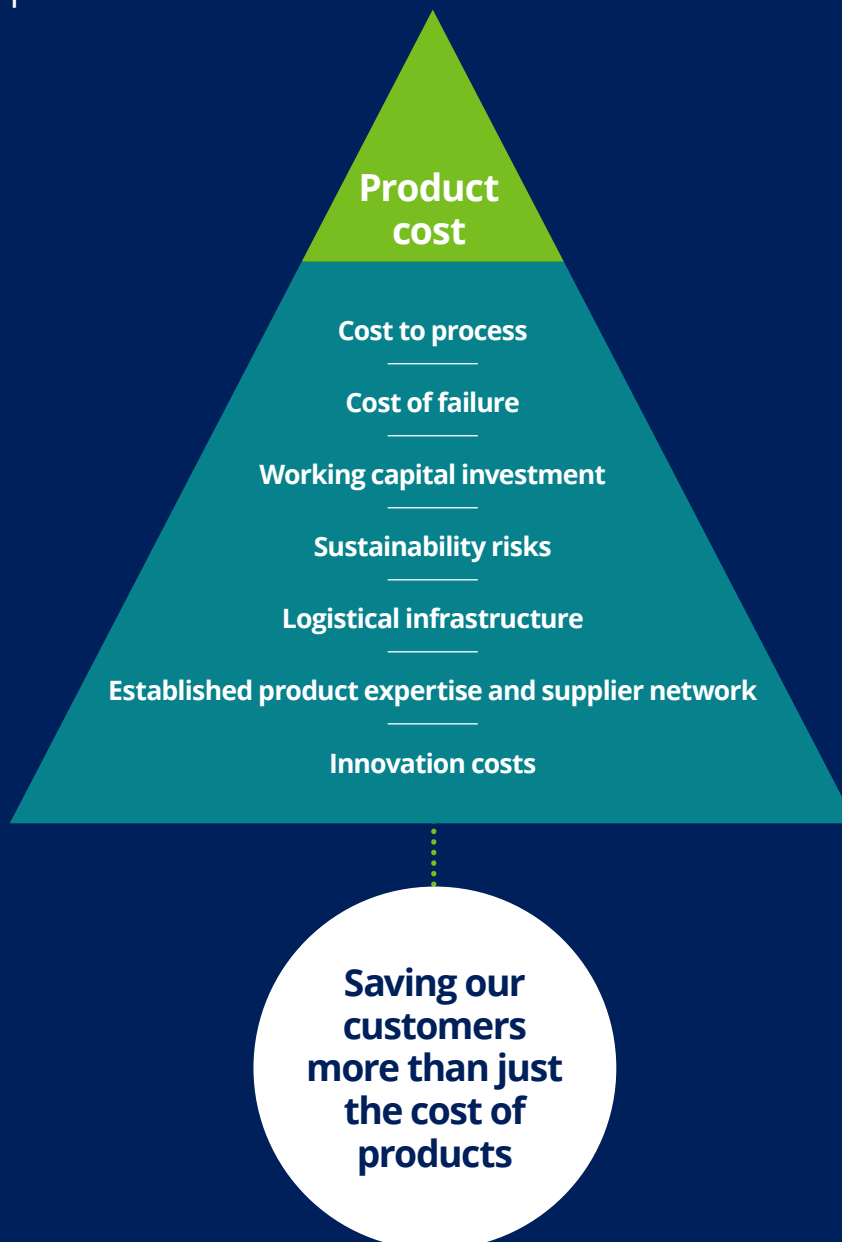 Product
cost
Cost to process
Cost of failure
Working capital investment
Sustainability risks
Logistical infrastructure
Established product expertise and supplier network
Innovation costs
Saving our
customers
more than just
the cost of
products